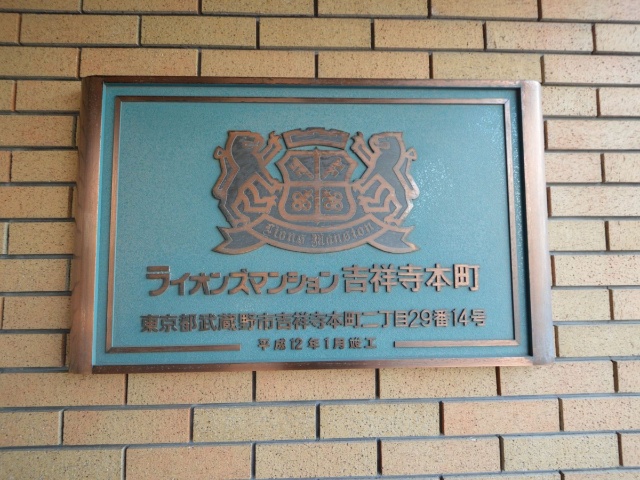 Lions Mansion
ライオンズマンション吉祥寺本町
東京都武蔵野市吉祥寺本町二丁目29番14号
平成12年1月施工